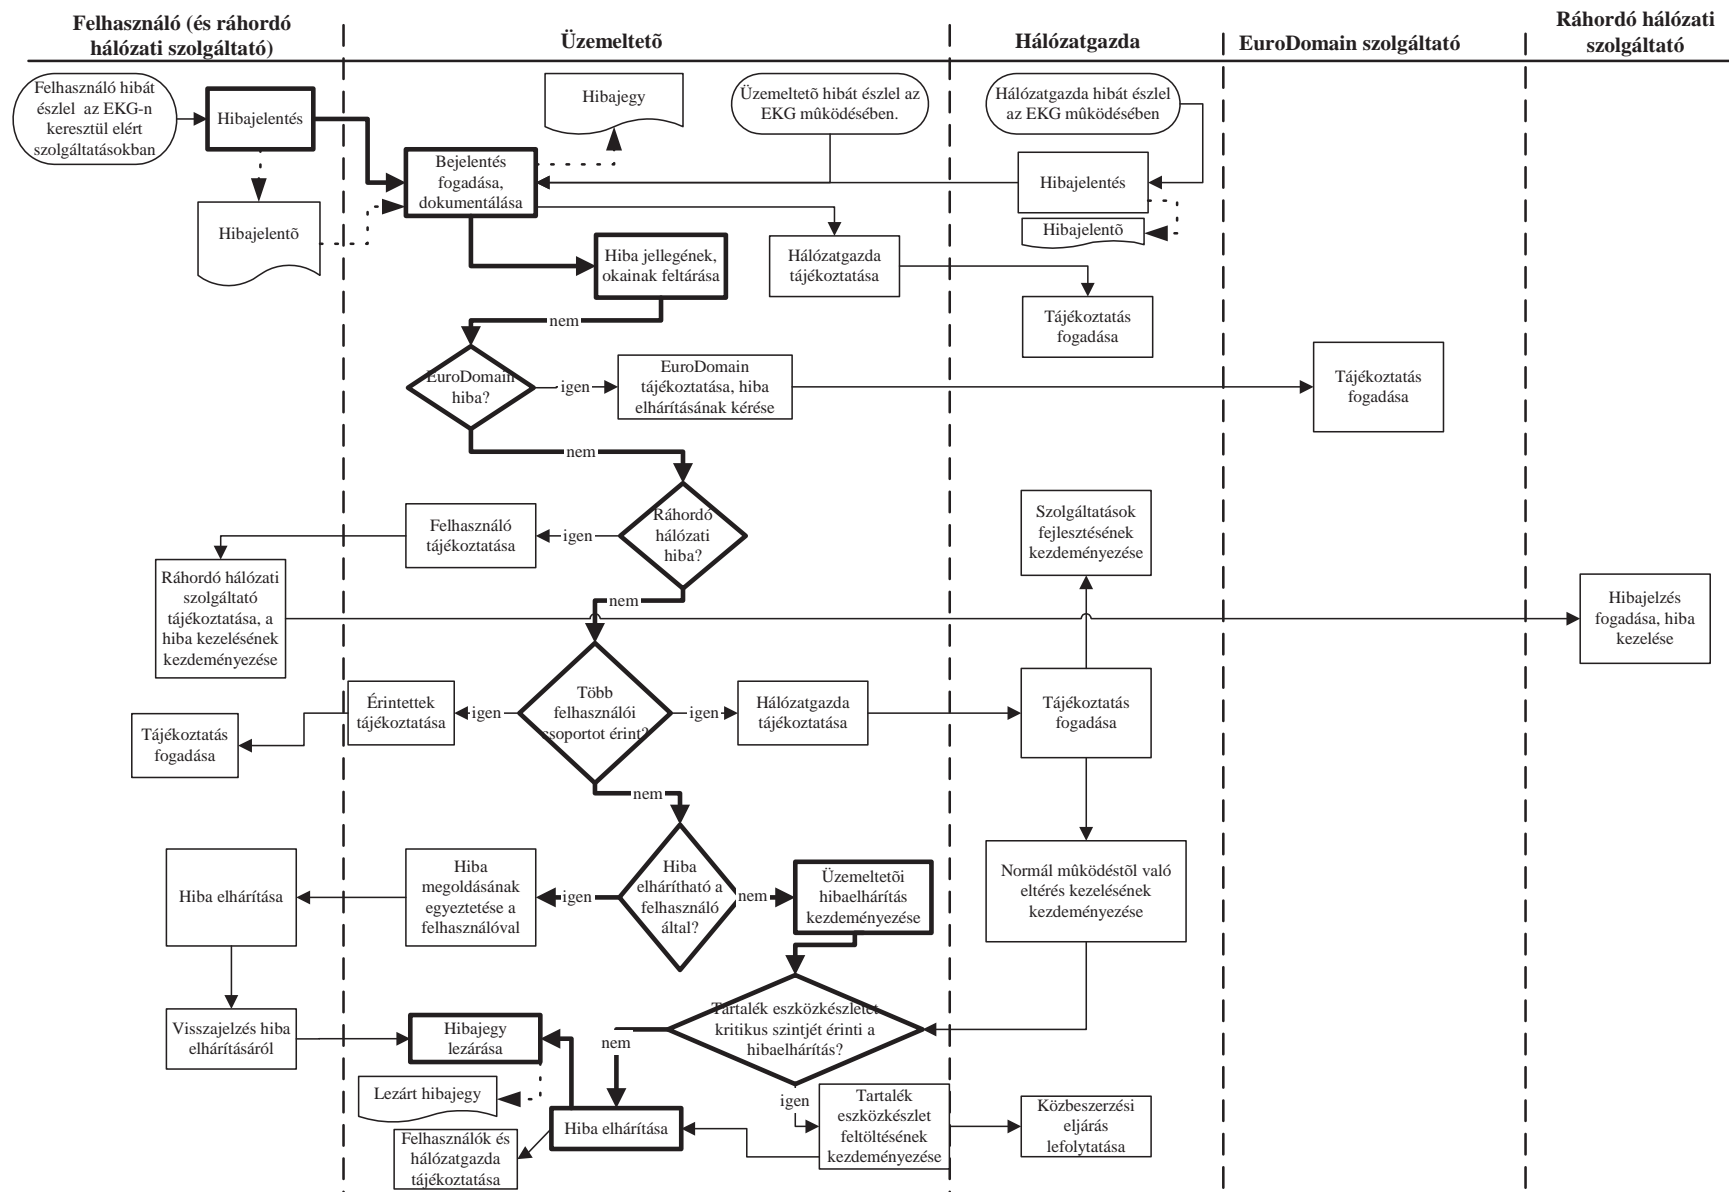 Felhasználó (és ráhordó
hálózati szolgáltató)
Üzemeltetõ
Hálózatgazda
EuroDomain szolgáltató
Ráhordó hálózati
szolgáltató
Felhasználó hibát
észlel az EKG-n
keresztül elért
szolgáltatásokban
Hibajelentés
Hibajegy
Üzemeltetõ hibát észlel az
EKG mûködésében.
Hálózatgazda hibát észlel
az EKG mûködésében
Bejelentés
fogadása,
dokumentálása
Hibajelentés
Hibajelentõ
Hibajelentõ
Hiba jellegének,
okainak feltárása
Hálózatgazda
tájékoztatása
Tájékoztatás
fogadása
nem
EuroDomain
hiba?
igen
EuroDomain
tájékoztatása, hiba
elhárításának kérése
Tájékoztatás
fogadása
nem
Felhasználó
tájékoztatása
igen
Ráhordó
hálózati
hiba?
Szolgáltatások
fejlesztésének
kezdeményezése
Ráhordó hálózati
szolgáltató
tájékoztatása, a
hiba kezelésének
kezdeményezése
nem
Hibajelzés
fogadása, hiba
kezelése
Érintettek
tájékoztatása
igen
Több
felhasználói
csoportot érint?
igen
Hálózatgazda
tájékoztatása
Tájékoztatás
fogadása
Tájékoztatás
fogadása
nem
Hiba elhárítása
Hiba
megoldásának
egyeztetése a
felhasználóval
igen
Hiba
elhárítható a
felhasználó
által?
nem
Üzemeltetõi
hibaelhárítás
kezdeményezése
Normál mûködéstõl való
eltérés kezelésének
kezdeményezése
Visszajelzés hiba
elhárításáról
Hibajegy
lezárása
nem
Tartalék eszközkészletet
kritikus szintjét érinti a
hibaelhárítás?
Lezárt hibajegy
igen
Hiba elhárítása
Tartalék
eszközkészlet
feltöltésének
kezdeményezése
Közbeszerzési
eljárás
lefolytatása
Felhasználók és
hálózatgazda
tájékoztatása